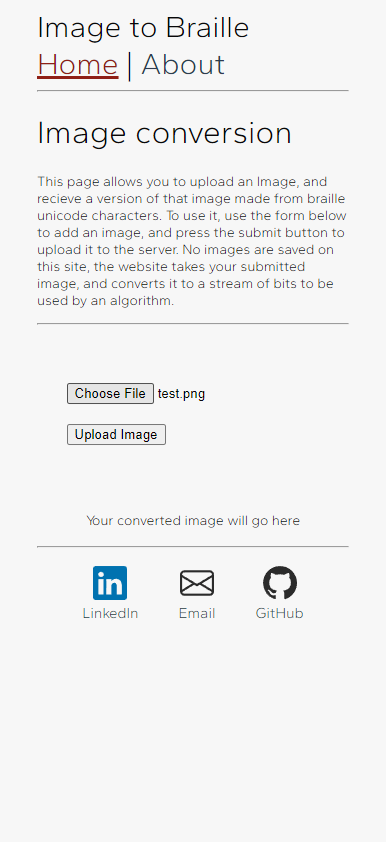 Image to Braille
Home | About
Image conversion
This page allows you to upload an Image, and
recieve a version of that image made from braille
unicode characters. To use it, use the form below
to add an image, and press the submit button to
upload it to the server. No images are saved on
this site, the website takes your submitted
image, and converts it to a stream of bits to be
used by an algorithm.
Choose File test.png
Upload Image
Your converted image will go here
in
LinkedIn Email GitHub